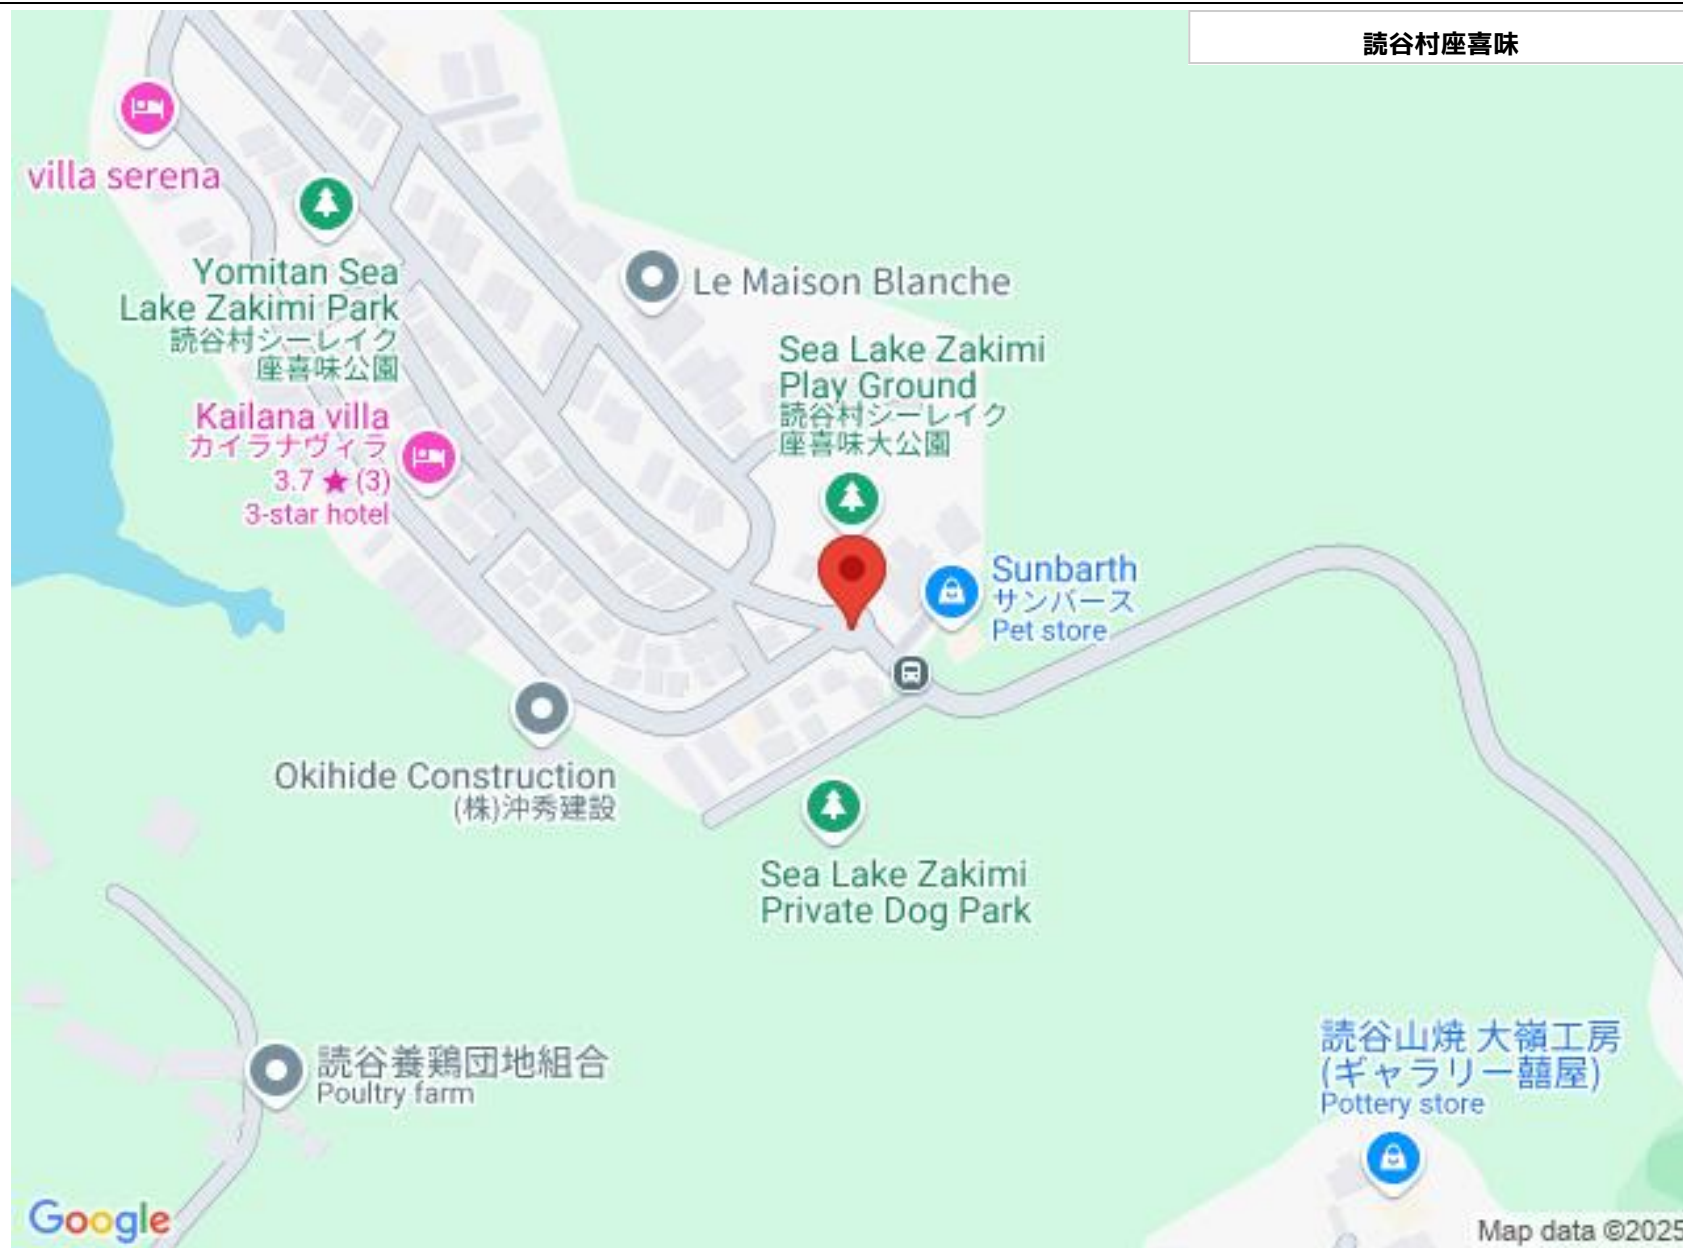 読谷村座喜味
villa serena
Yomitan Sea
Lake Zakimi Park
読谷村シーレイク
座喜味公園
Le Maison Blanche
Sea Lake Zakimi
Play Ground
読谷村シーレイク
座喜味大公園
Kailana villa
カイラナヴィラ
3.7 ★ (3)
3-star hotel
Sunbarth
サンバース
Pet store
Okihide Construction
(株)沖秀建設
Sea Lake Zakimi
Private Dog Park
読谷養鶏団地組合
Poultry farm
読谷山焼 大嶺工房
(ギャラリー囍屋)
Pottery store
Google
Map data ©2025